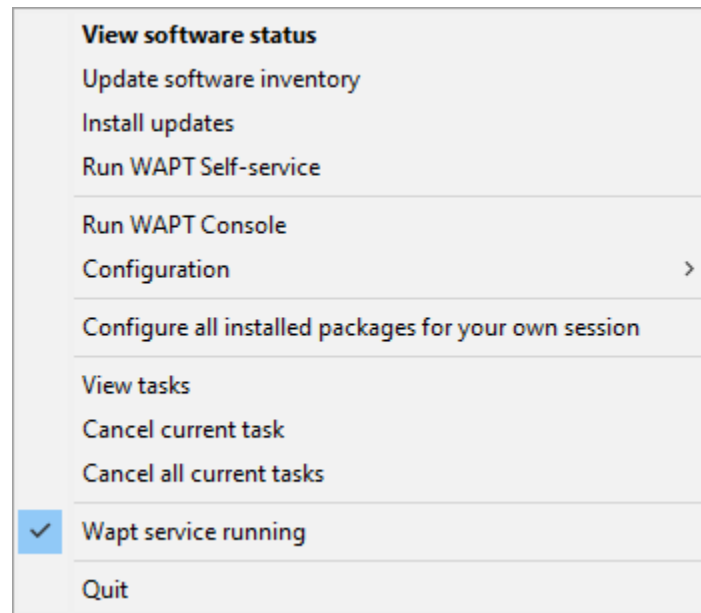 View software status
Update software inventory
Install updates
Run WAPT Self-service
Run WAPT Console
Configuration
Configure all installed packages for your own session
View tasks
Cancel current task
Cancel all current tasks
Wapt service running
Quit